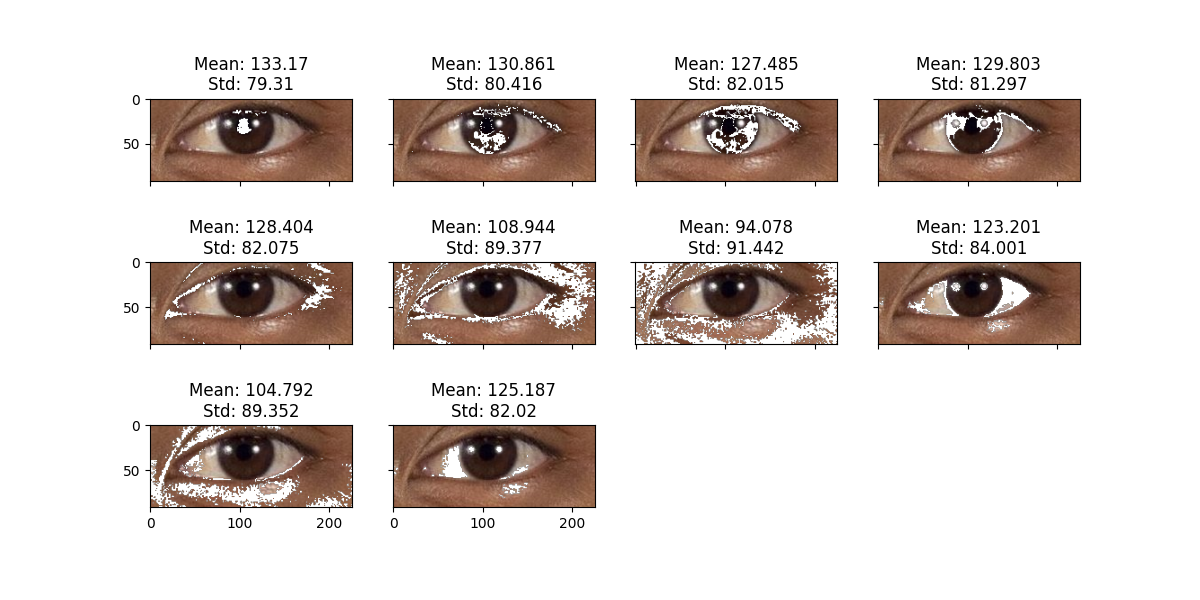 Mean: 133.17
Std: 79.31
Mean: 130.861
Std: 80.416
Mean: 127.485
Std: 82.015
Mean: 129.803
Std: 81.297
0
50
Mean: 128.404
Std: 82.075
Mean: 108.944
Std: 89.377
Mean: 94.078
Std: 91.442
Mean: 123.201
Std: 84.001
0
50
Mean: 104.792
Std: 89.352
Mean: 125.187
Std: 82.02
0
50
0 100 200
0 100 200